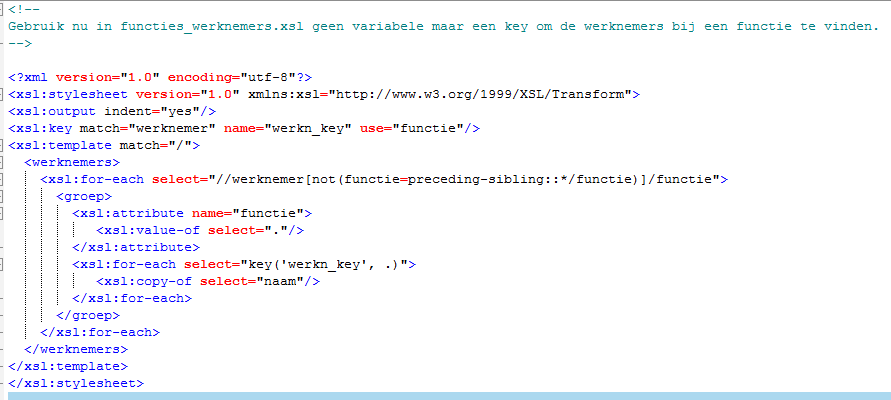 <!--
Gebruik nu in functies_werknemers.xsl geen variabele maar een key om de werknemers bij een functie te vinden.
-->
<?xml version="1.0" encoding="utf-8"?>
<xsl:stylesheet version="1.0" xmlns:xsl="http://www.w3.org/1999/XSL/Transform">
<xsl:output indent="yes"/>
<xsl:key match="werknemer" name="werkn_key" use="functie"/>
<xsl:template match="/">
<werknemers>
<xsl:for-each select="//werknemer[not(functie=preceding-sibling::*/functie)]/functie">
<groep>
<xsl:attribute name="functie">
<xsl:value-of select="."/>
</xsl:attribute>
<xsl:for-each select="key('werkn_key', .)">
<xsl:copy-of select="naam"/>
</xsl:for-each>
</groep>
</xsl:for-each>
</werknemers>
</xsl:template>
</xsl:stylesheet>